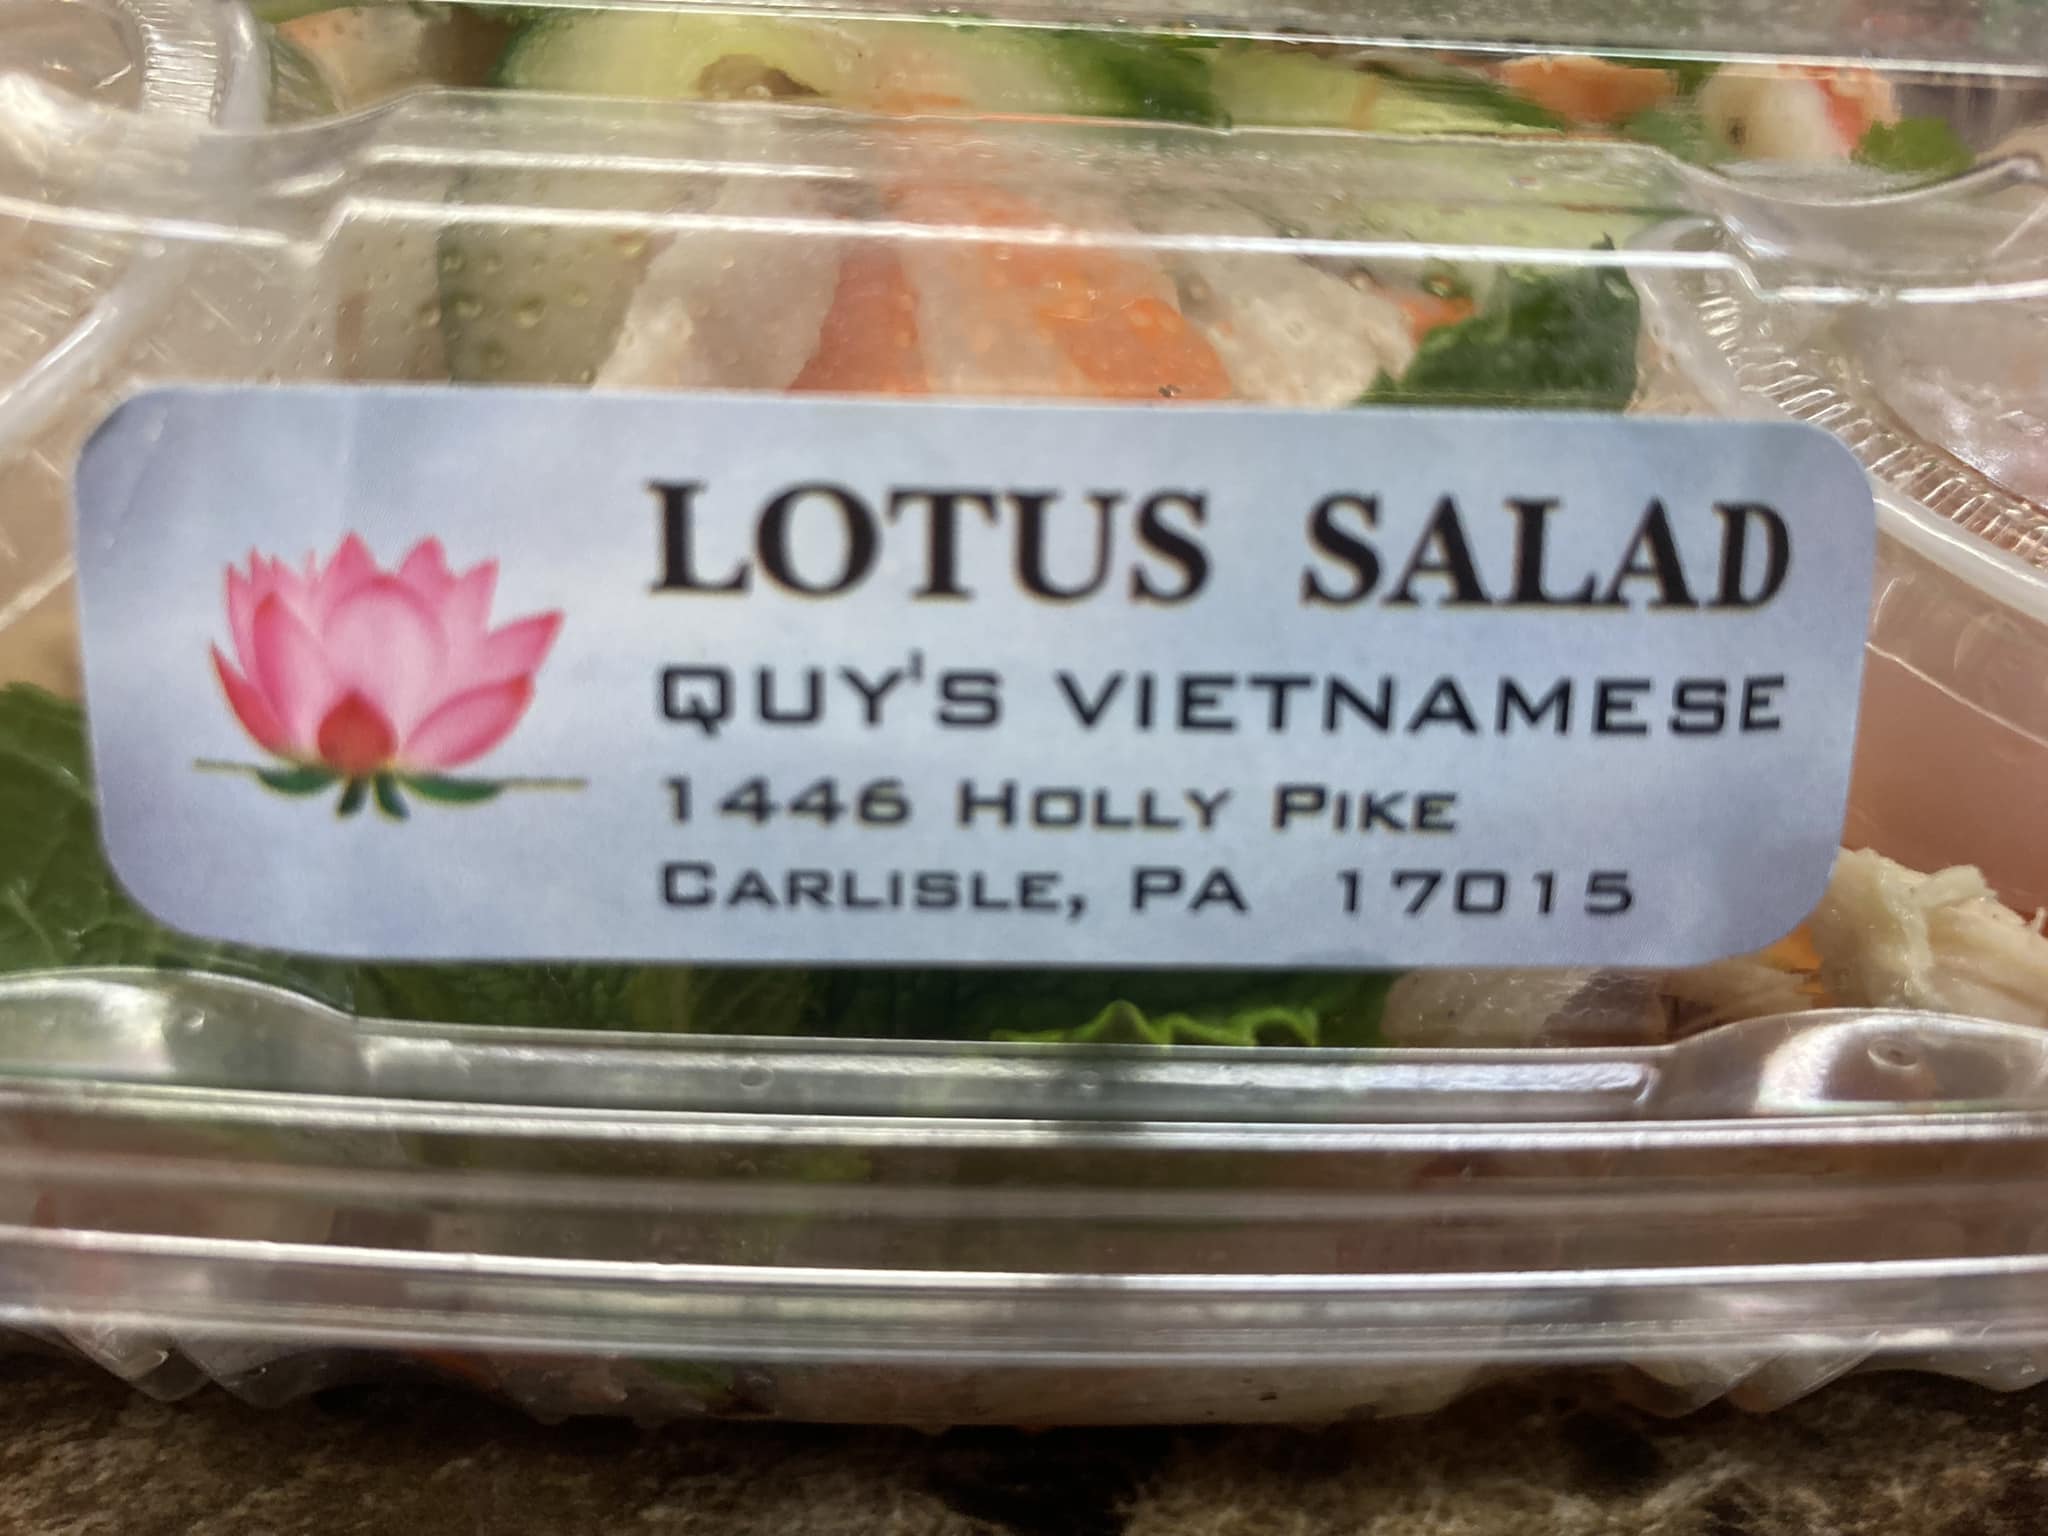 LOTUS SALAD
QUY'S VIETNAMESE
1446 HOLLY PIKE
CARLISLE, PA 17015